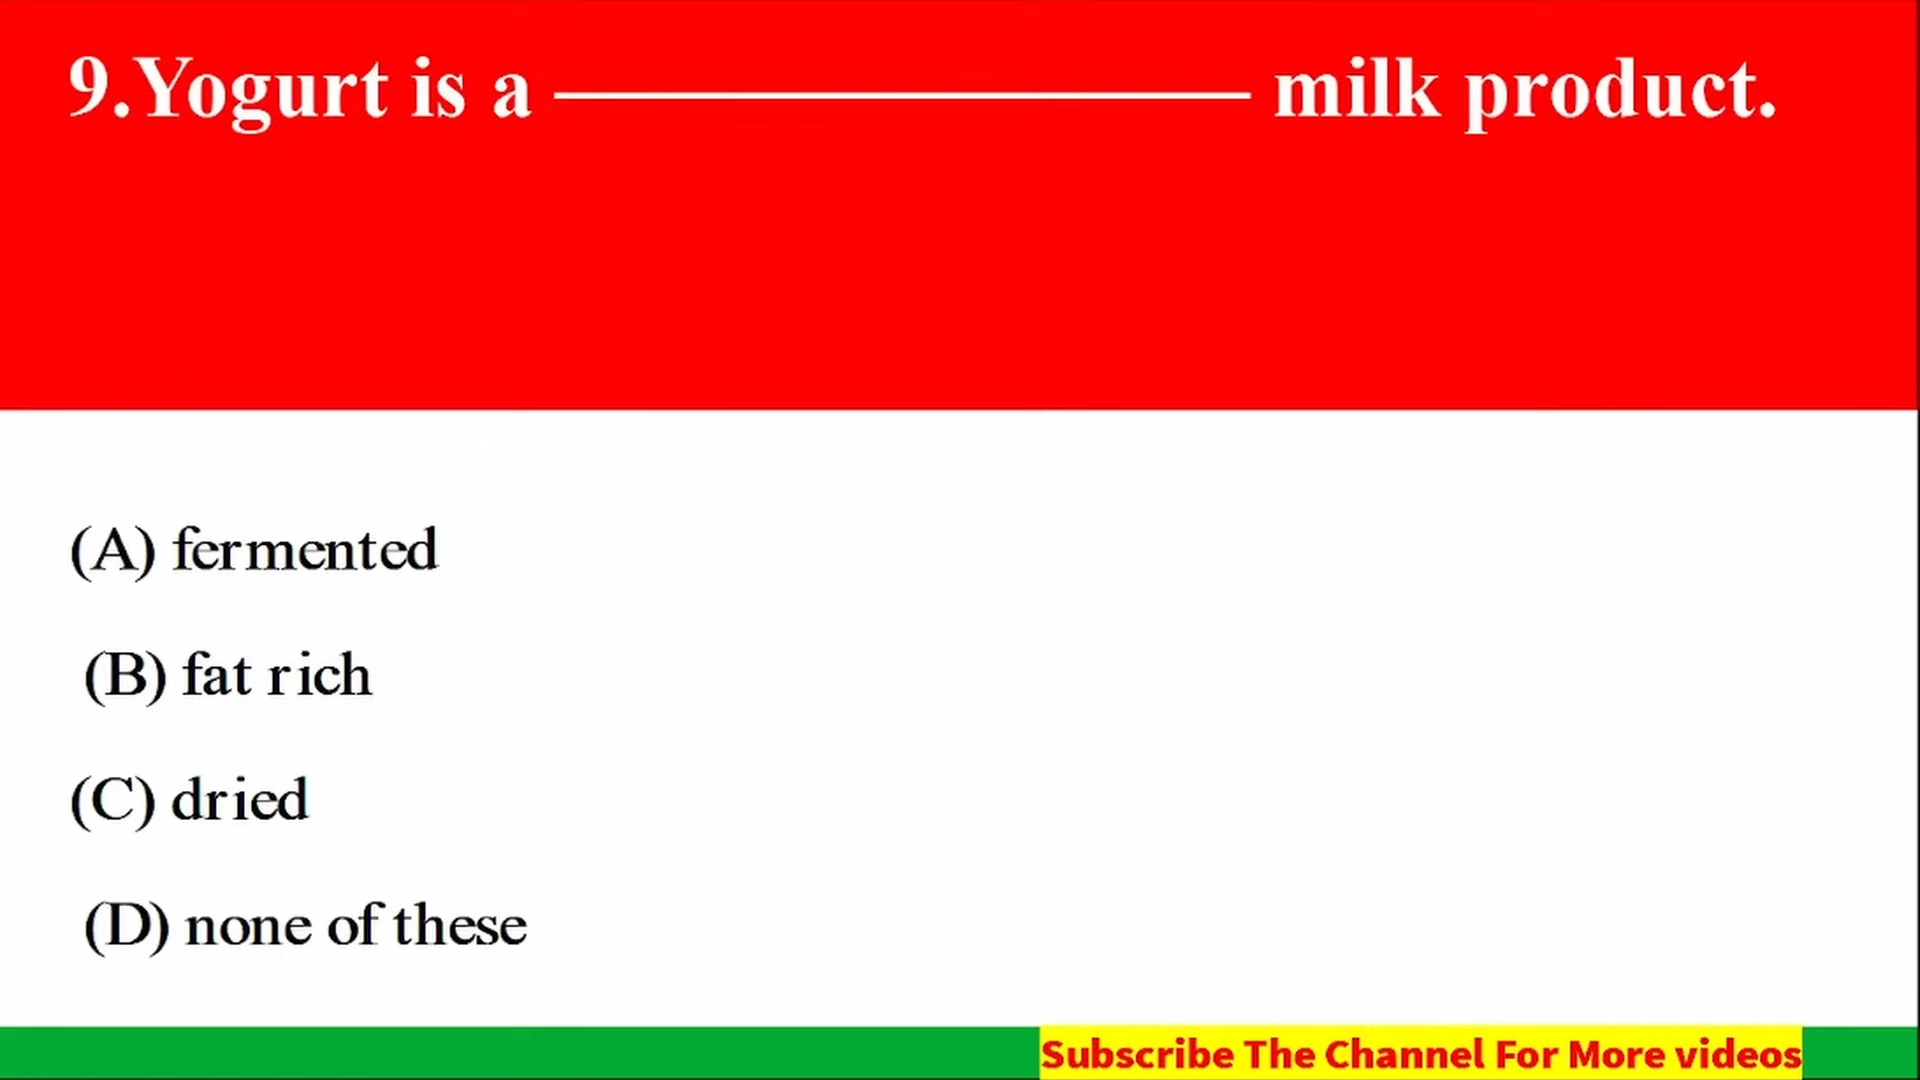 9.Yogurt is a ———————— milk product.
(A) fermented
(B) fat rich
(C) dried
(D) none of these
Subscribe The Channel For More videos